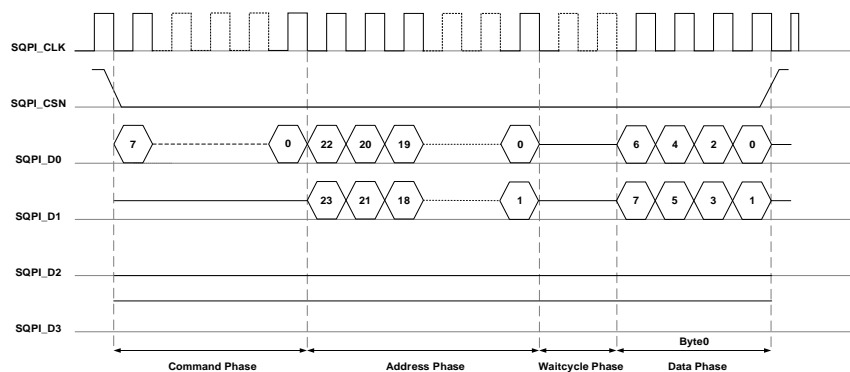 SQPI_CLK
SQPI_CSN
7 0 22 20 19 0 6 4 2 0
SQPI_D0
23 21 18 1 7 5 3 1
SQPI_D1
SQPI_D2
SQPI_D3
Byte0
Command Phase Address Phase Waitcycle Phase Data Phase